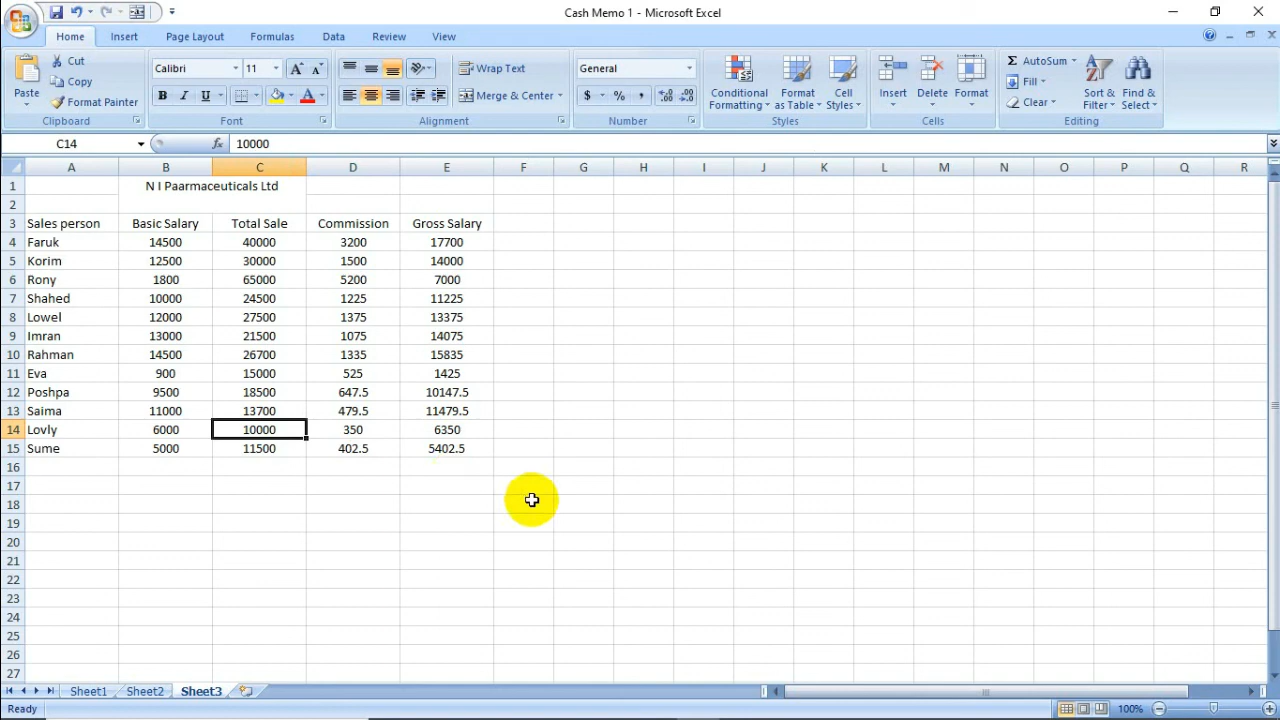 Cash Memo 1 - Microsoft Excel
Home Insert Page Layout Formulas Data Review View
Paste Cut Copy Format Painter Clipboard
Calibri 11 A A B I U A Font
Wrap Text Merge & Center Alignment
General $ % , .0 .00 .00 .0 Number
Conditional Formatting Format as Table Cell Styles Styles
Insert Delete Format Cells
Σ AutoSum Fill Clear Sort & Filter Find & Select Editing
C14 fx 10000
A B C D E F G H I J K L M N O P Q R
1 N I Paarmaceuticals Ltd
2
3 Sales person Basic Salary Total Sale Commission Gross Salary
4 Faruk 14500 40000 3200 17700
5 Korim 12500 30000 1500 14000
6 Rony 1800 65000 5200 7000
7 Shahed 10000 24500 1225 11225
8 Lowel 12000 27500 1375 13375
9 Imran 13000 21500 1075 14075
10 Rahman 14500 26700 1335 15835
11 Eva 900 15000 525 1425
12 Poshpa 9500 18500 647.5 10147.5
13 Saima 11000 13700 479.5 11479.5
14 Lovly 6000 10000 350 6350
15 Sume 5000 11500 402.5 5402.5
16
17
18
19
20
21
22
23
24
25
26
27
Sheet1 Sheet2 Sheet3
Ready 100%